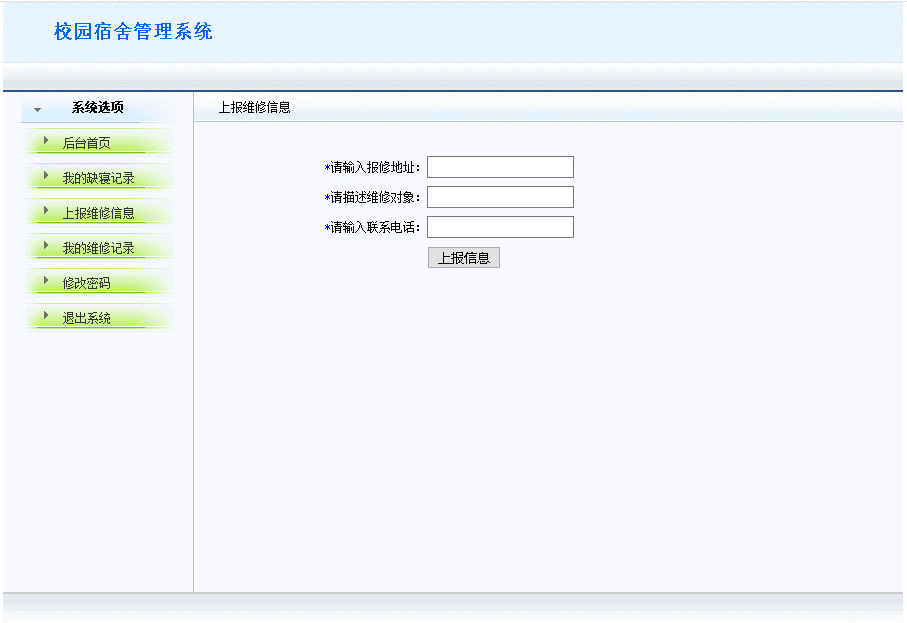 校园宿舍管理系统
系统选项
后台首页
我的缺寝记录
上报维修信息
我的维修记录
修改密码
退出系统
上报维修信息
*请输入报修地址：
*请描述维修对象：
*请输入联系电话：
上报信息